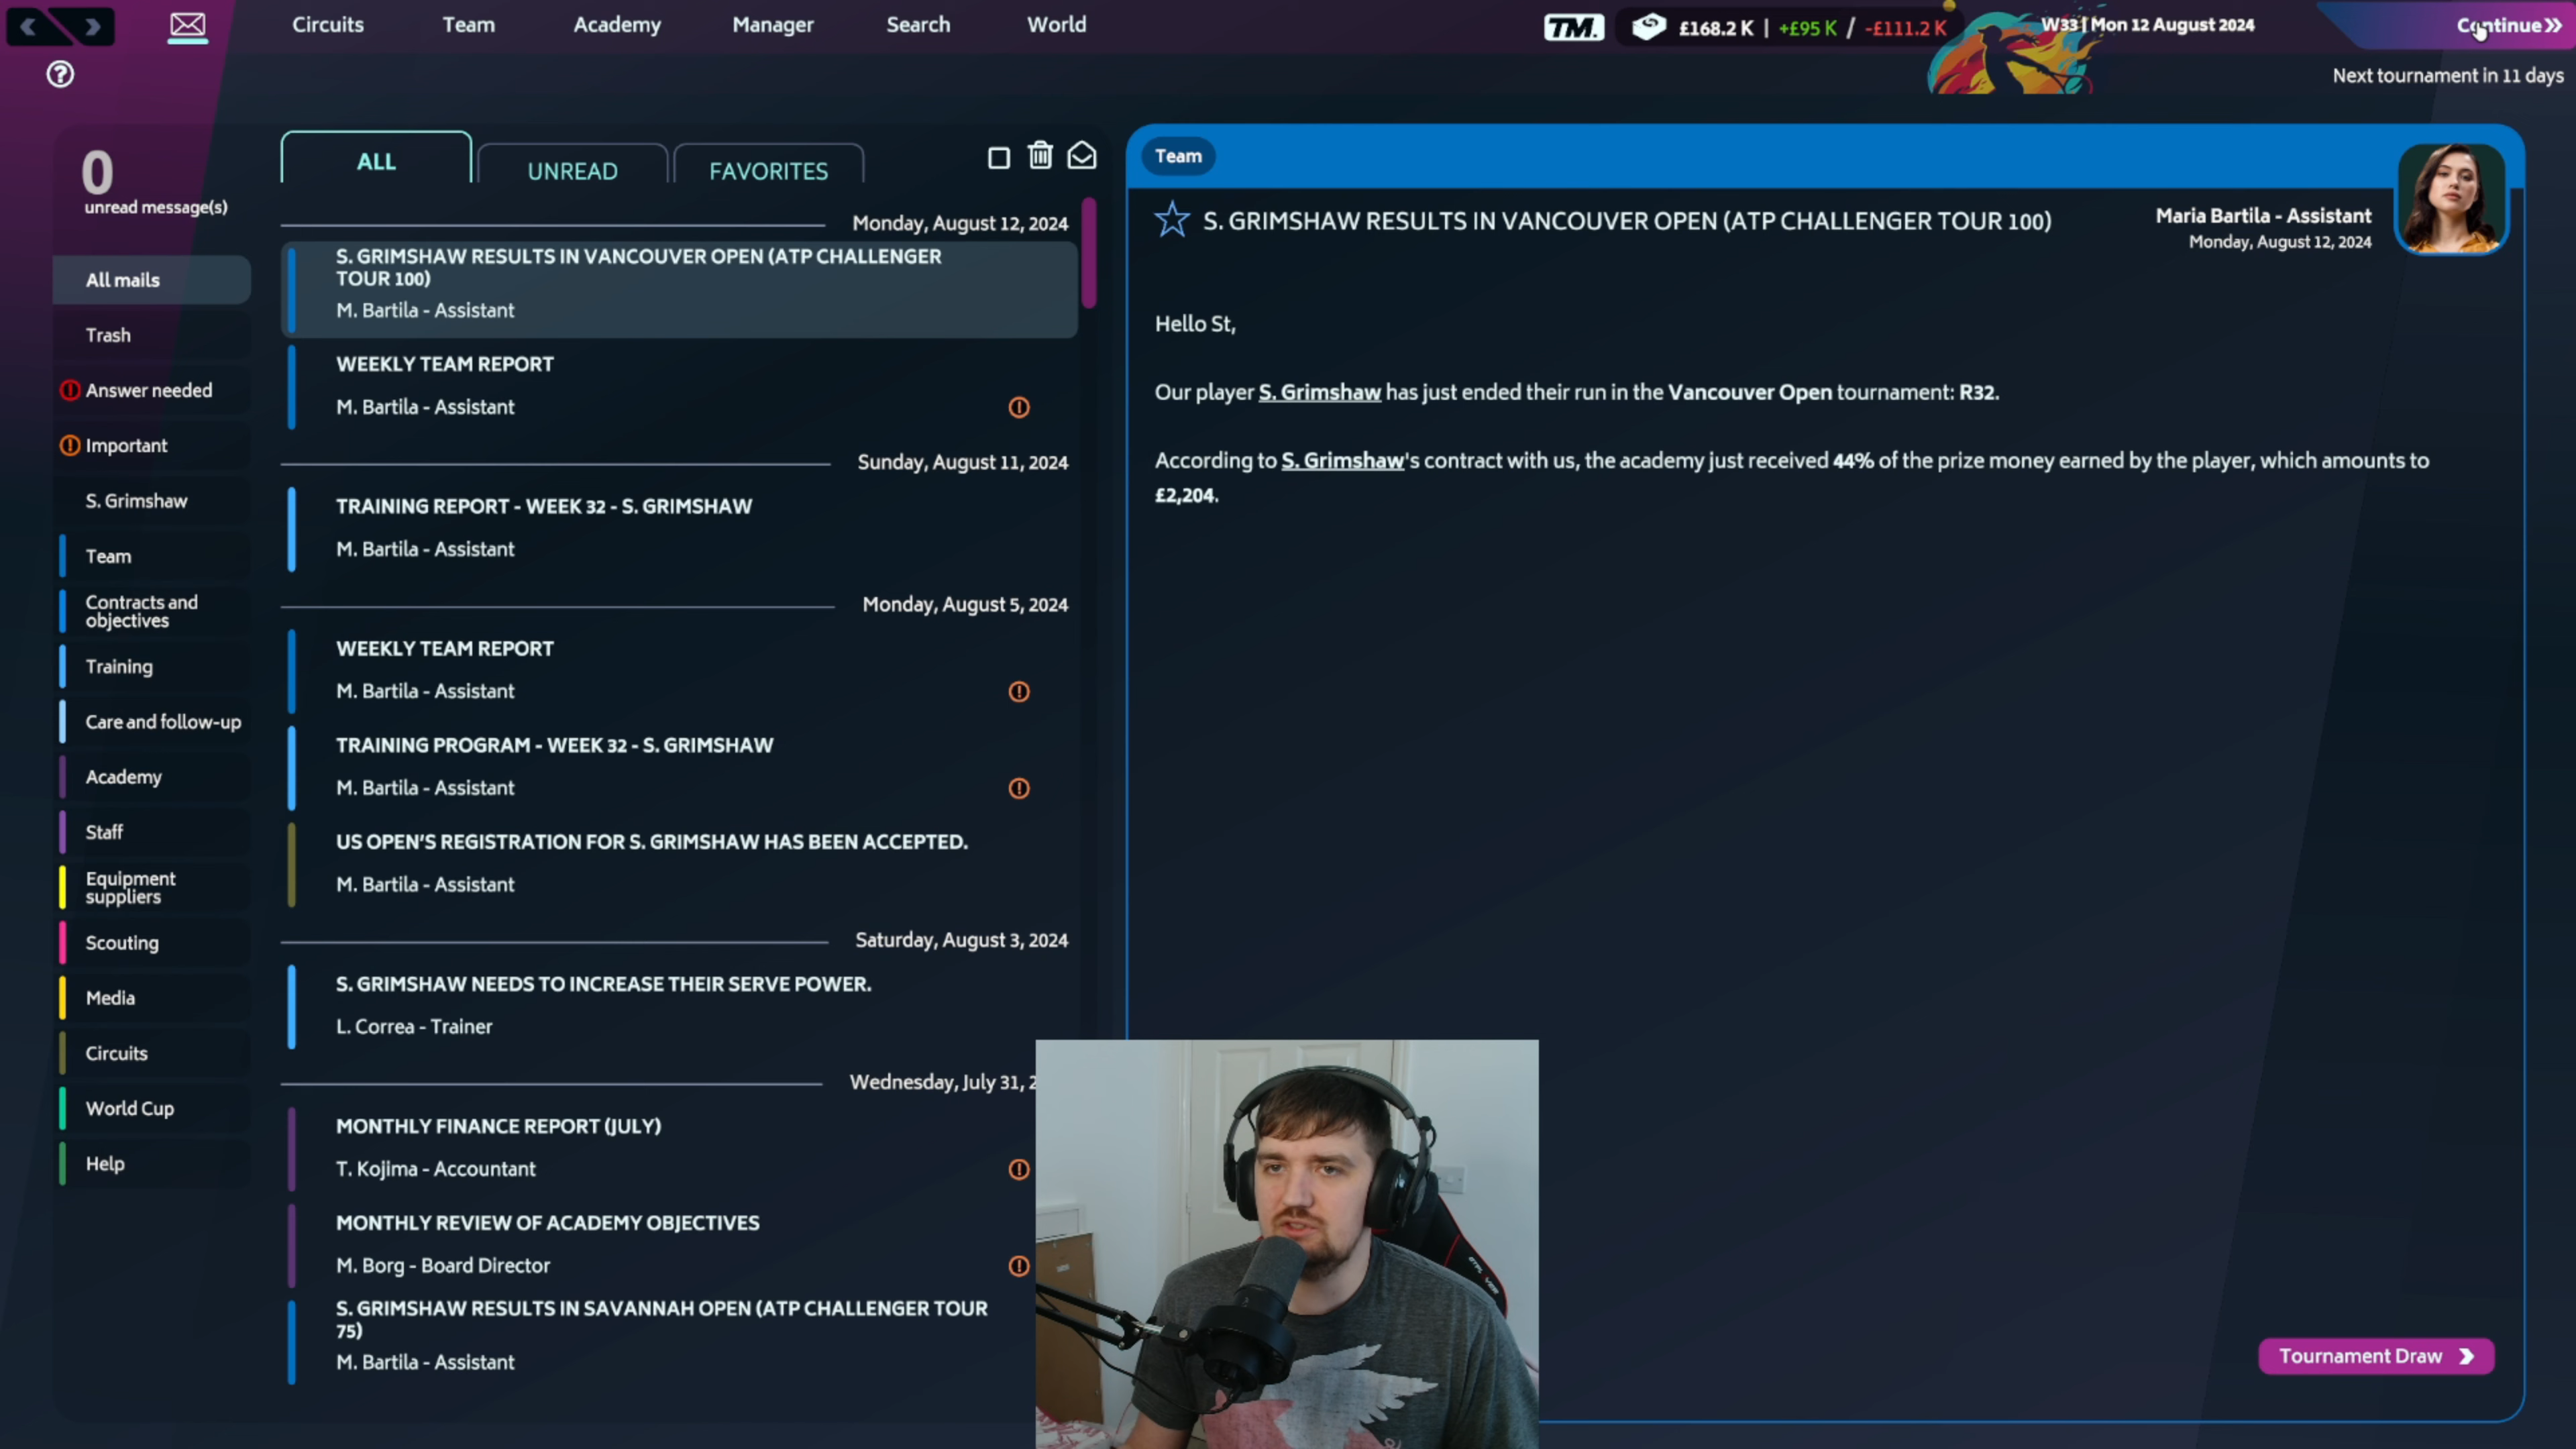 Circuits
Team
Academy
Manager
Search
World
TM.
£168.2 K | +£95 K / -£111.2 K
W33 | Mon 12 August 2024
Continue
Next tournament in 11 days
0
unread message(s)
All mails
Trash
Answer needed
Important
S. Grimshaw
Team
Contracts and
objectives
Training
Care and follow-up
Academy
Staff
Equipment
suppliers
Scouting
Media
Circuits
World Cup
Help
ALL
UNREAD
FAVORITES
Monday, August 12, 2024
S. GRIMSHAW RESULTS IN VANCOUVER OPEN (ATP CHALLENGER
TOUR 100)
M. Bartila - Assistant
WEEKLY TEAM REPORT
M. Bartila - Assistant
Sunday, August 11, 2024
TRAINING REPORT - WEEK 32 - S. GRIMSHAW
M. Bartila - Assistant
Monday, August 5, 2024
WEEKLY TEAM REPORT
M. Bartila - Assistant
TRAINING PROGRAM - WEEK 32 - S. GRIMSHAW
M. Bartila - Assistant
US OPEN'S REGISTRATION FOR S. GRIMSHAW HAS BEEN ACCEPTED.
M. Bartila - Assistant
Saturday, August 3, 2024
S. GRIMSHAW NEEDS TO INCREASE THEIR SERVE POWER.
L. Correa - Trainer
Wednesday, July 31, 2
MONTHLY FINANCE REPORT (JULY)
T. Kojima - Accountant
MONTHLY REVIEW OF ACADEMY OBJECTIVES
M. Borg - Board Director
S. GRIMSHAW RESULTS IN SAVANNAH OPEN (ATP CHALLENGER TOUR
75)
M. Bartila - Assistant
Team
S. GRIMSHAW RESULTS IN VANCOUVER OPEN (ATP CHALLENGER TOUR 100)
Maria Bartila - Assistant
Monday, August 12, 2024
Hello St,
Our player S. Grimshaw has just ended their run in the Vancouver Open tournament: R32.
According to S. Grimshaw's contract with us, the academy just received 44% of the prize money earned by the player, which amounts to
£2,204.
Tournament Draw